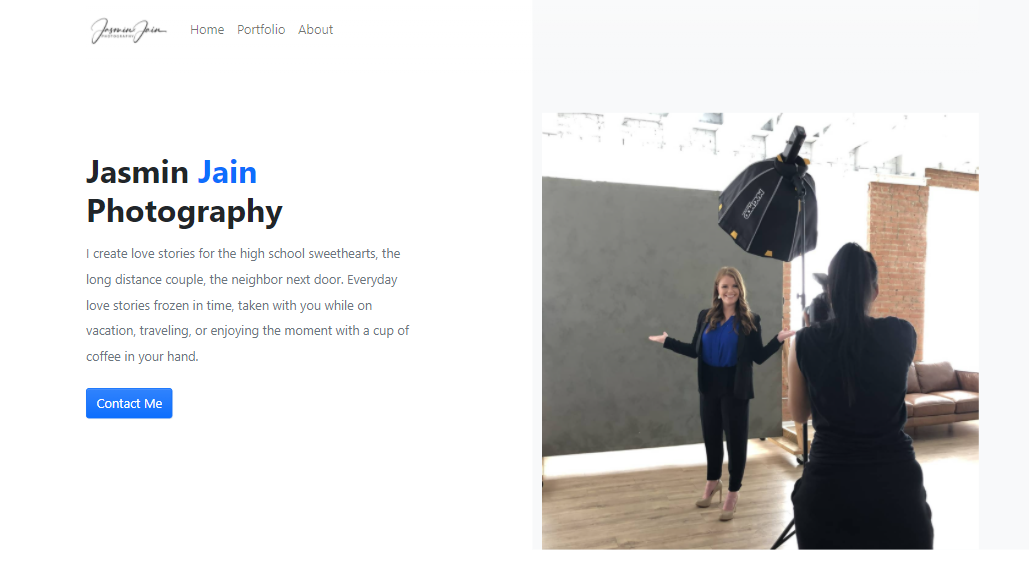 Jasmin Jain
PHOTOGRAPHY
Home Portfolio About
Jasmin Jain
Photography
I create love stories for the high school sweethearts, the
long distance couple, the neighbor next door. Everyday
love stories frozen in time, taken with you while on
vacation, traveling, or enjoying the moment with a cup of
coffee in your hand.
Contact Me